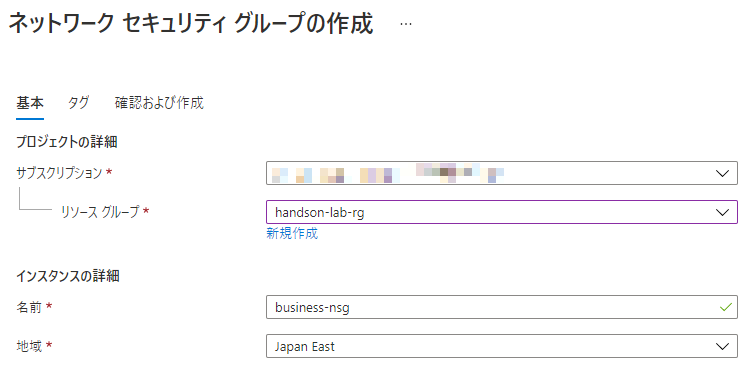 ネットワーク セキュリティ グループの作成 …
基本 タグ 確認および作成
プロジェクトの詳細
サブスクリプション *
リソース グループ * handson-lab-rg
新規作成
インスタンスの詳細
名前 * business-nsg
地域 * Japan East